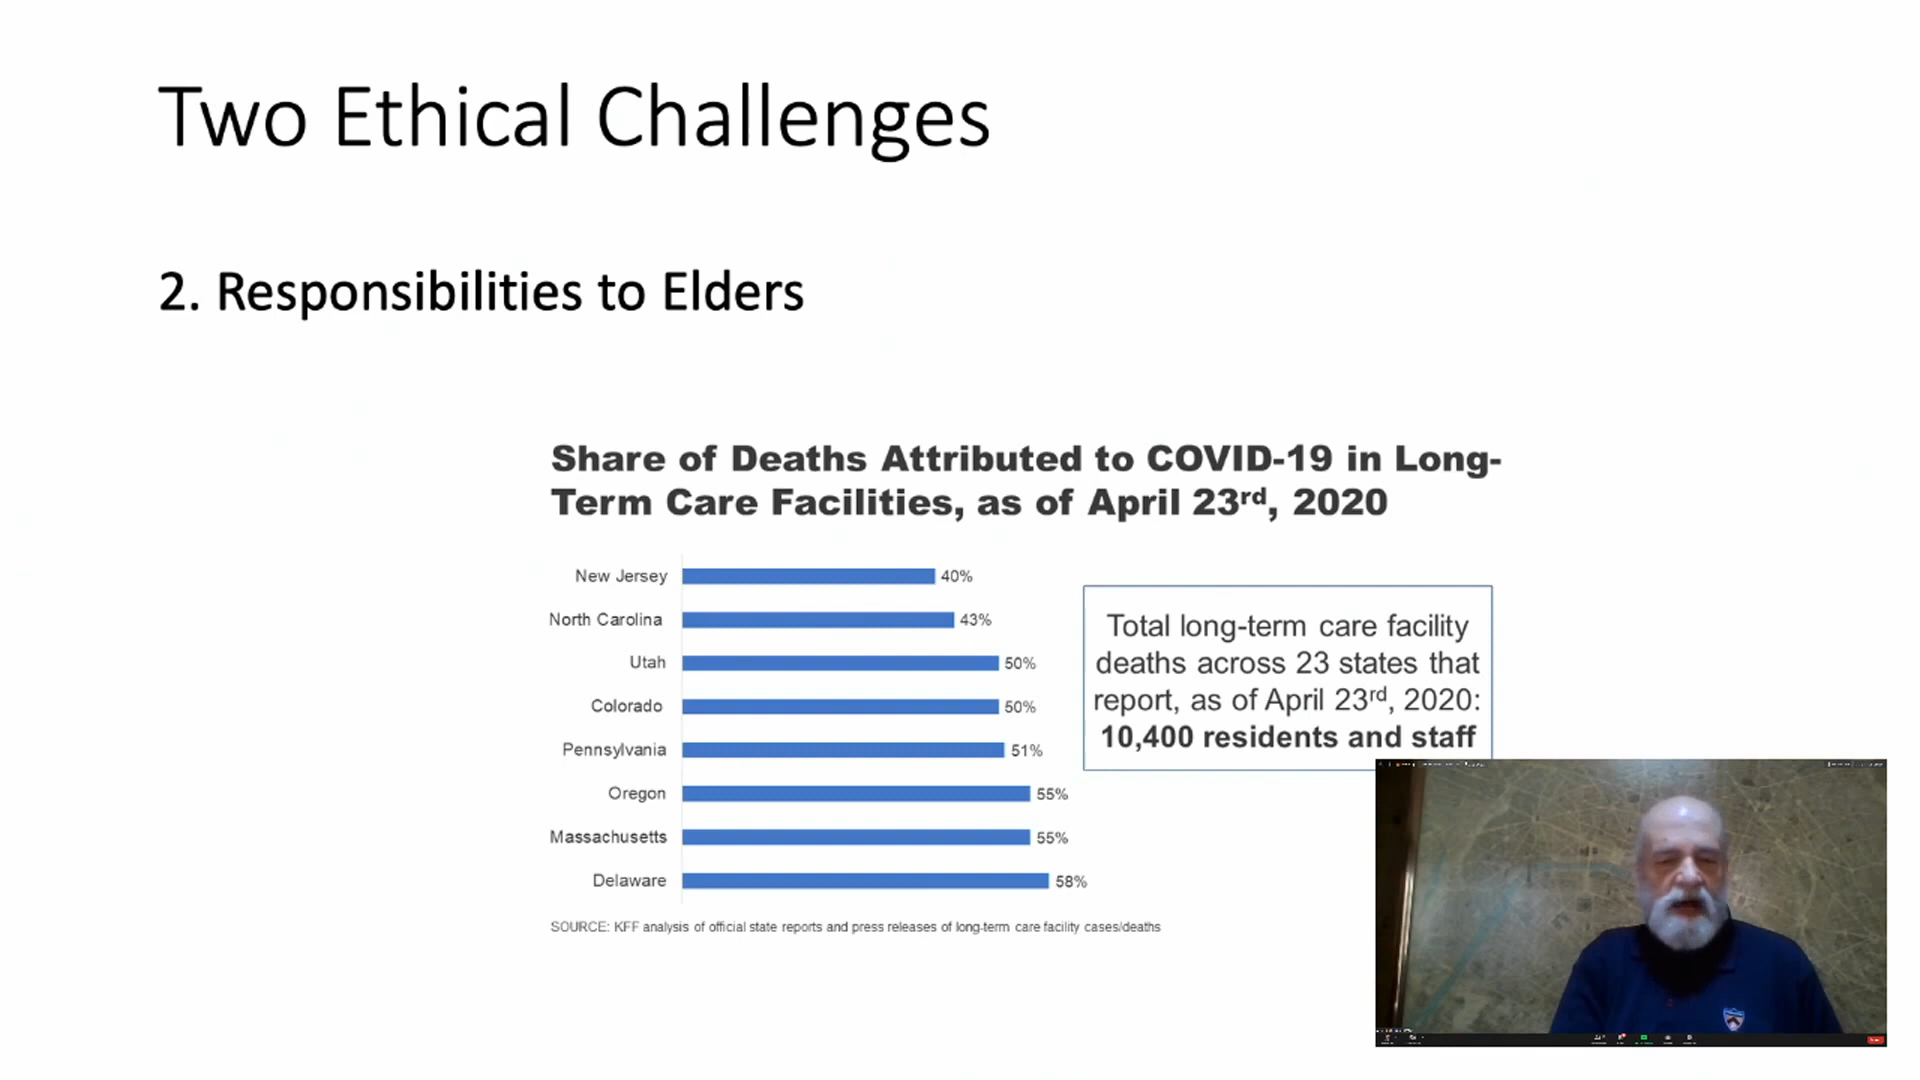 Two Ethical Challenges
2. Responsibilities to Elders
Share of Deaths Attributed to COVID-19 in Long-
Term Care Facilities, as of April 23rd, 2020
New Jersey 40%
North Carolina 43%
Utah 50%
Colorado 50%
Pennsylvania 51%
Oregon 55%
Massachusetts 55%
Delaware 58%
Total long-term care facility
deaths across 23 states that
report, as of April 23rd, 2020:
10,400 residents and staff
SOURCE: KFF analysis of official state reports and press releases of long-term care facility cases/deaths